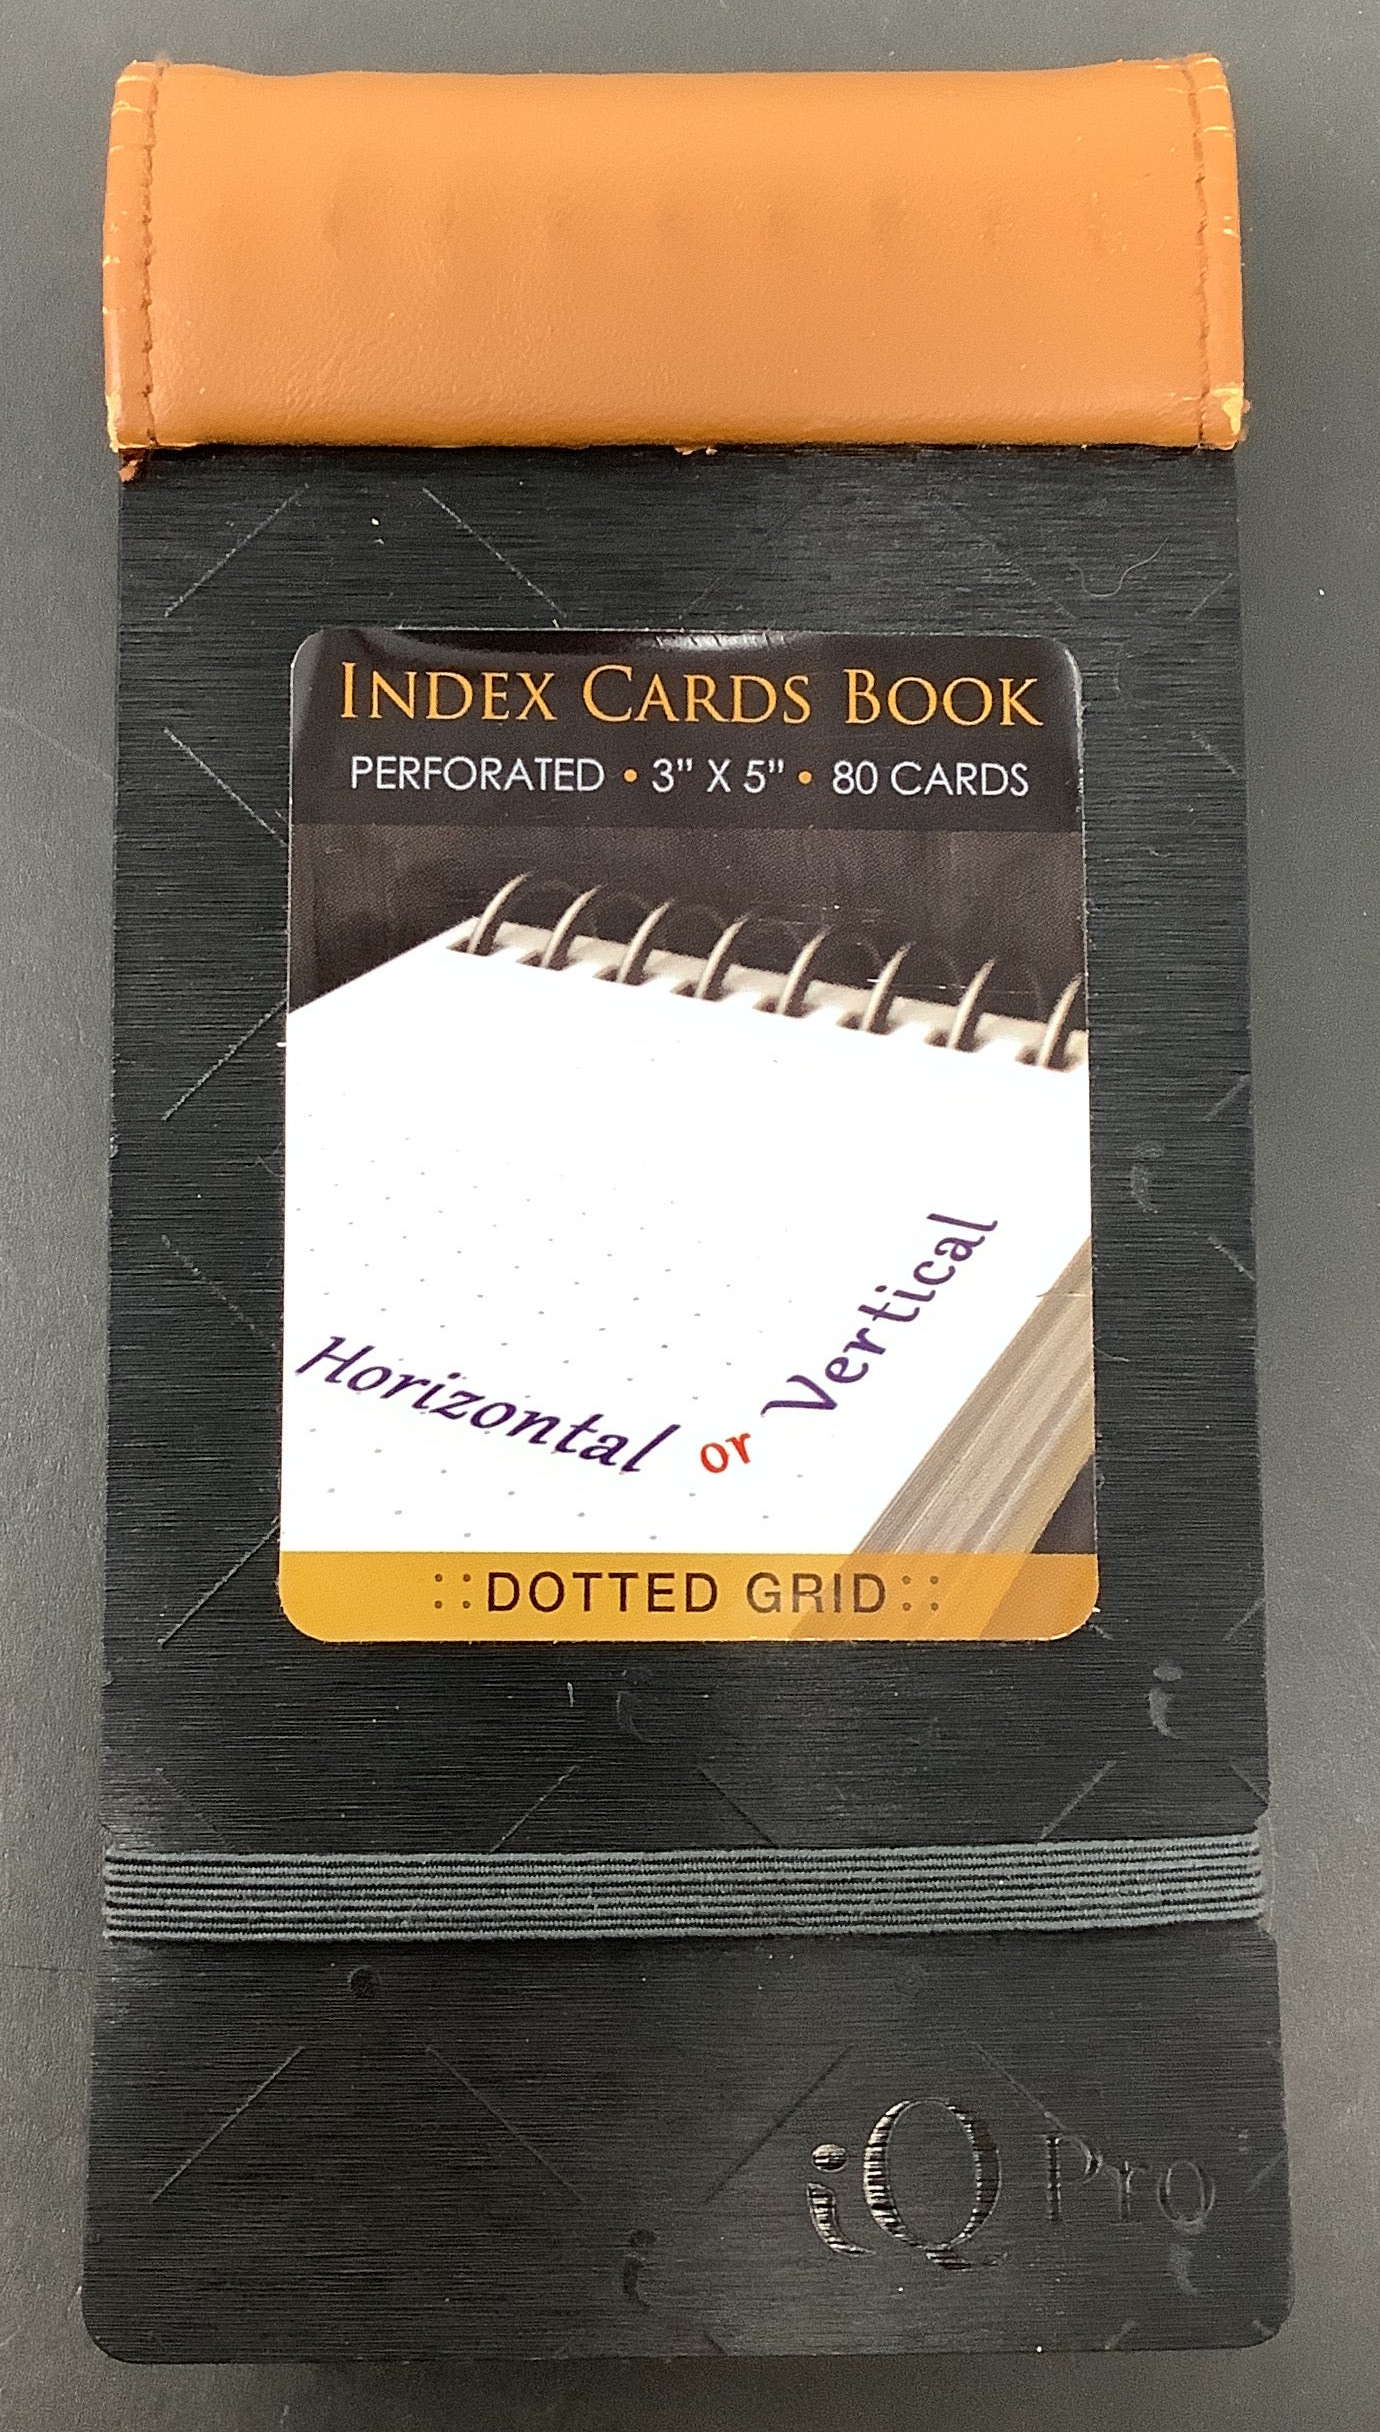 INDEX CARDS BOOK
PERFORATED • 3" X 5" • 80 CARDS
Horizontal or Vertical
::DOTTED GRID::
iQ Pro